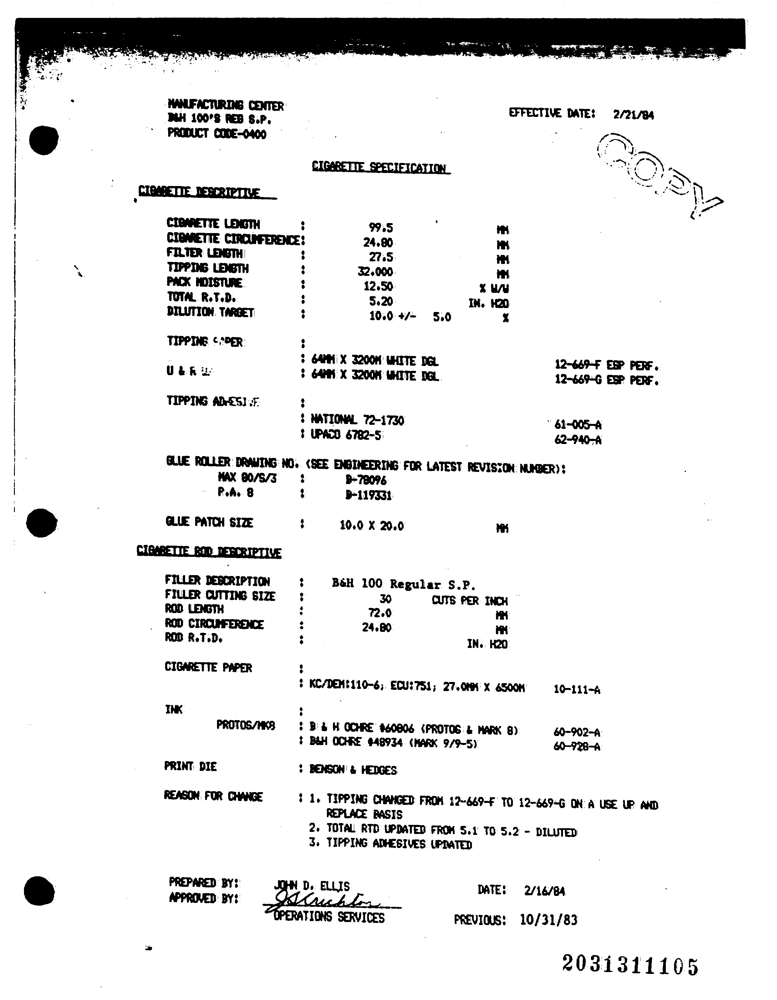 MANUFACTURING CENTER
B&H 100'S REG S.P.
PRODUCT CODE-0400
EFFECTIVE DATE: 2/21/84
COPY
CIGARETTE SPECIFICATION
CIGARETTE DESCRIPTIVE
CIGARETTE LENGTH : 99.5 MM
CIGARETTE CIRCUMFERENCE: 24.80 MM
FILTER LENGTH : 27.5 MM
TIPPING LENGTH : 32.000 MM
PACK MOISTURE : 12.50 % W/W
TOTAL R.T.D. : 5.20 IN. H2O
DILUTION TARGET : 10.0 +/- 5.0 %
TIPPING PAPER :
: 64MM X 3200M WHITE DGL 12-669-F ESP PERF.
U & R : 64MM X 3200M WHITE DGL 12-669-G ESP PERF.
TIPPING ADHESIVE :
: NATIONAL 72-1730 61-005-A
: UPACO 6782-5 62-940-A
GLUE ROLLER DRAWING NO. (SEE ENGINEERING FOR LATEST REVISION NUMBER):
MAX 80/S/3 : D-78096
P.A. 8 : D-119331
GLUE PATCH SIZE : 10.0 X 20.0 MM
CIGARETTE ROD DESCRIPTIVE
FILLER DESCRIPTION : B&H 100 Regular S.P.
FILLER CUTTING SIZE : 30 CUTS PER INCH
ROD LENGTH : 72.0 MM
ROD CIRCUMFERENCE : 24.80 MM
ROD R.T.D. : IN. H2O
CIGARETTE PAPER :
: KC/DEM:110-6; ECU:751; 27.0MM X 6500M 10-111-A
INK :
PROTOS/MK8 : B & H OCHRE #60806 (PROTOS & MARK 8) 60-902-A
: B&H OCHRE #48934 (MARK 9/9-5) 60-928-A
PRINT DIE : BENSON & HEDGES
REASON FOR CHANGE : 1. TIPPING CHANGED FROM 12-669-F TO 12-669-G ON A USE UP AND
REPLACE BASIS
2. TOTAL RTD UPDATED FROM 5.1 TO 5.2 - DILUTED
3. TIPPING ADHESIVES UPDATED
PREPARED BY: JOHN D. ELLIS DATE: 2/16/84
APPROVED BY:
OPERATIONS SERVICES PREVIOUS: 10/31/83
2031311105